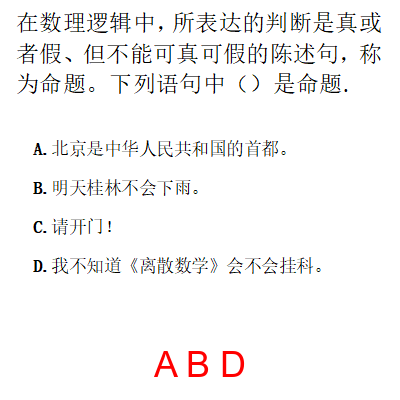 在数理逻辑中，所表达的判断是真或
者假、但不能可真可假的陈述句，称
为命题。下列语句中（）是命题.
A. 北京是中华人民共和国的首都。
B. 明天桂林不会下雨。
C. 请开门！
D. 我不知道《离散数学》会不会挂科。
A B D